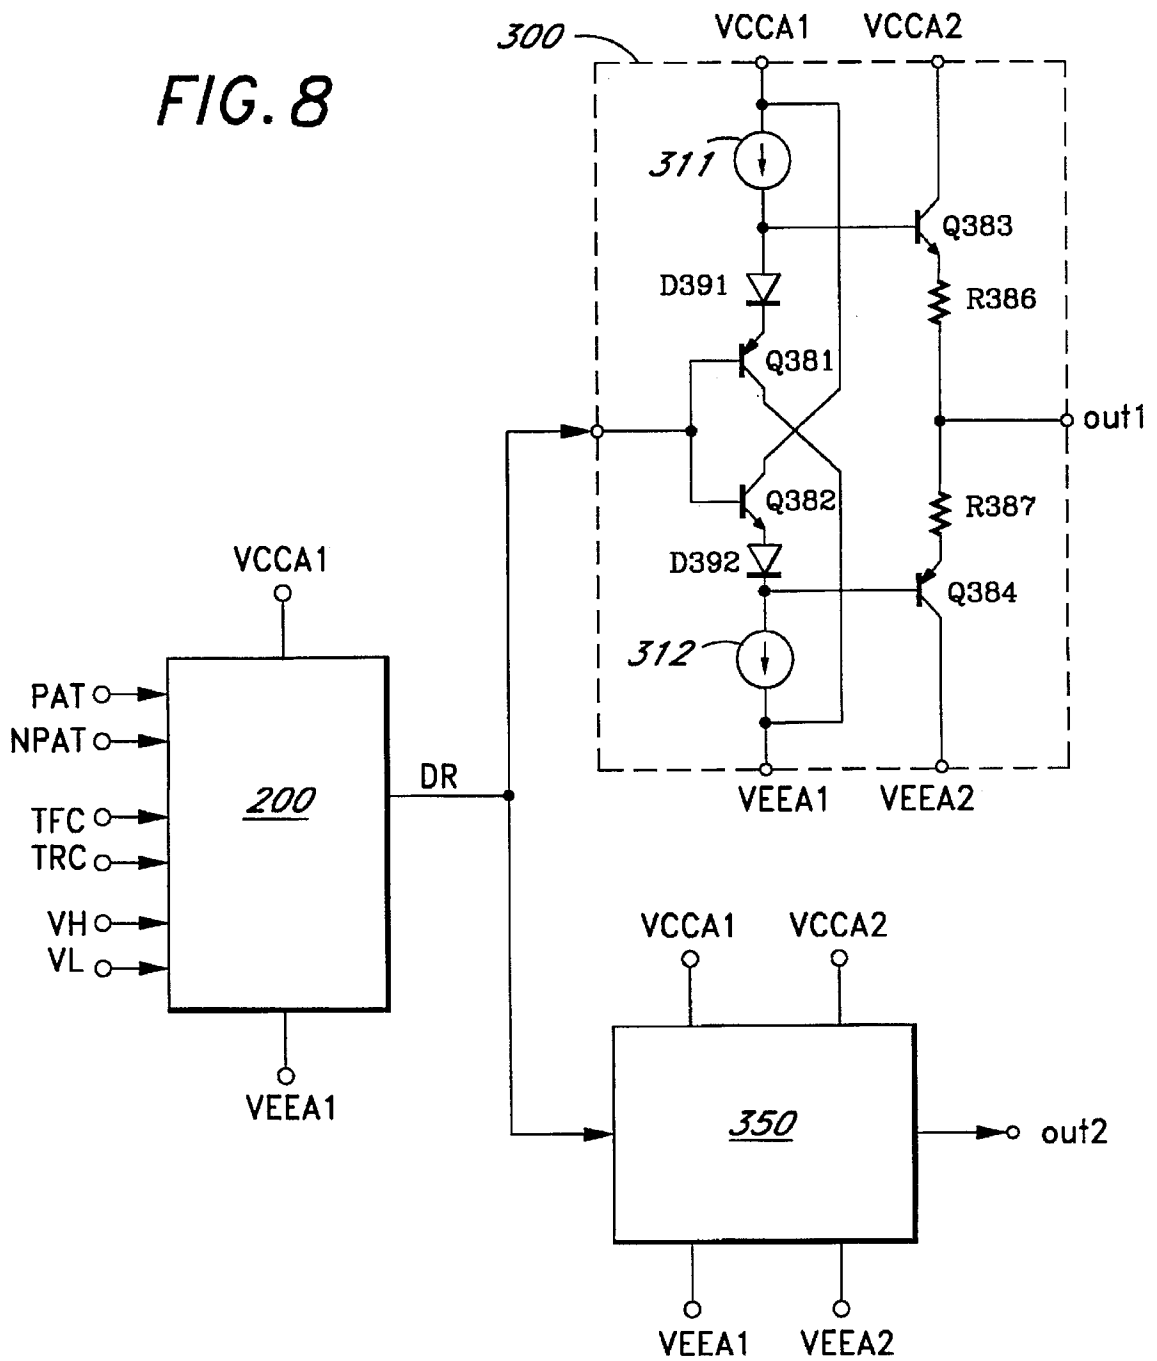 FIG. 8
300
VCCA1 VCCA2
311
Q383
D391
R386
Q381
out1
Q382
R387
D392
Q384
312
VEEA1 VEEA2
VCCA1
PAT
NPAT
TFC
TRC
VH
VL
200
DR
VEEA1
VCCA1 VCCA2
350
out2
VEEA1 VEEA2